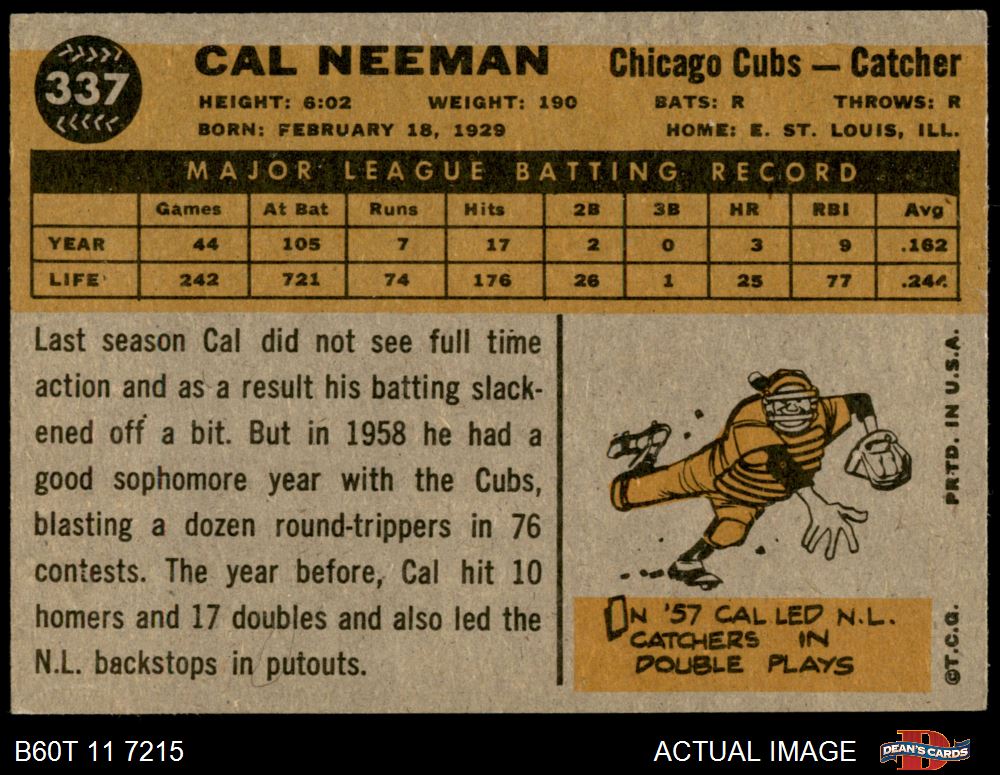 337
CAL NEEMAN
Chicago Cubs — Catcher
HEIGHT: 6:02 WEIGHT: 190 BATS: R THROWS: R
BORN: FEBRUARY 18, 1929 HOME: E. ST. LOUIS, ILL.
MAJOR LEAGUE BATTING RECORD
Games At Bat Runs Hits 2B 3B HR RBI Avg
YEAR 44 105 7 17 2 0 3 9 .162
LIFE 242 721 74 176 26 1 25 77 .244
Last season Cal did not see full time
action and as a result his batting slack-
ened off a bit. But in 1958 he had a
good sophomore year with the Cubs,
blasting a dozen round-trippers in 76
contests. The year before, Cal hit 10
homers and 17 doubles and also led the
N.L. backstops in putouts.
IN '57 CAL LED N.L.
CATCHERS IN
DOUBLE PLAYS
©T.C.G. PRTD. IN U.S.A.
B60T 11 7215
ACTUAL IMAGE
DEAN'S CARDS